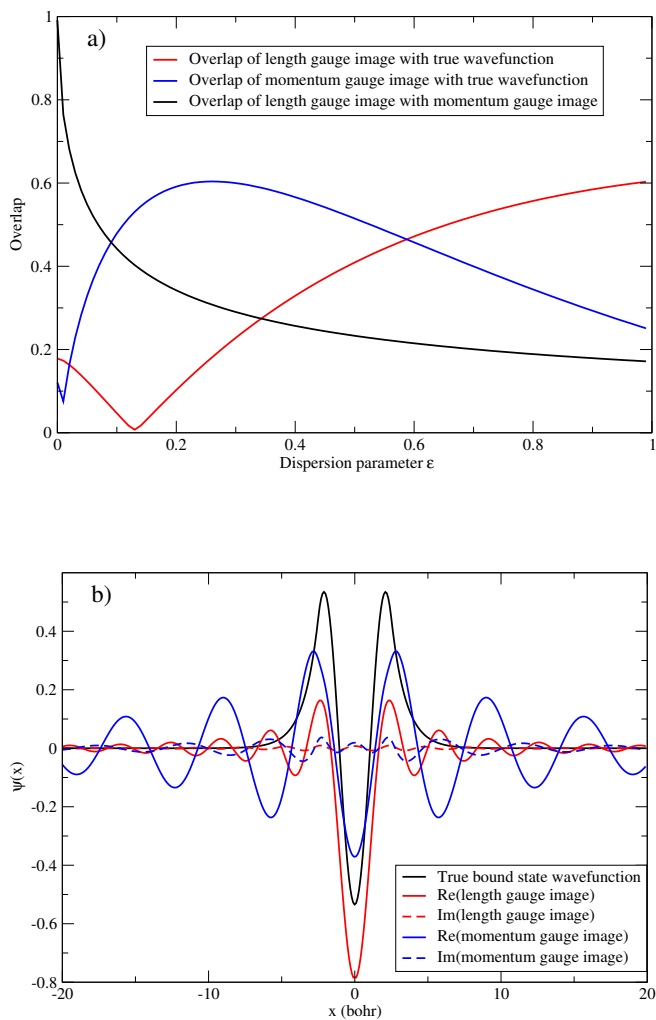 a)
Overlap of length gauge image with true wavefunction
Overlap of momentum gauge image with true wavefunction
Overlap of length gauge image with momentum gauge image
1
0.8
0.6
0.4
0.2
0
Overlap
0 0.2 0.4 0.6 0.8 1
Dispersion parameter ε
b)
0.4
0.2
0
-0.2
-0.4
-0.6
-0.8
ψ(x)
True bound state wavefunction
Re(length gauge image)
Im(length gauge image)
Re(momentum gauge image)
Im(momentum gauge image)
-20 -10 0 10 20
x (bohr)